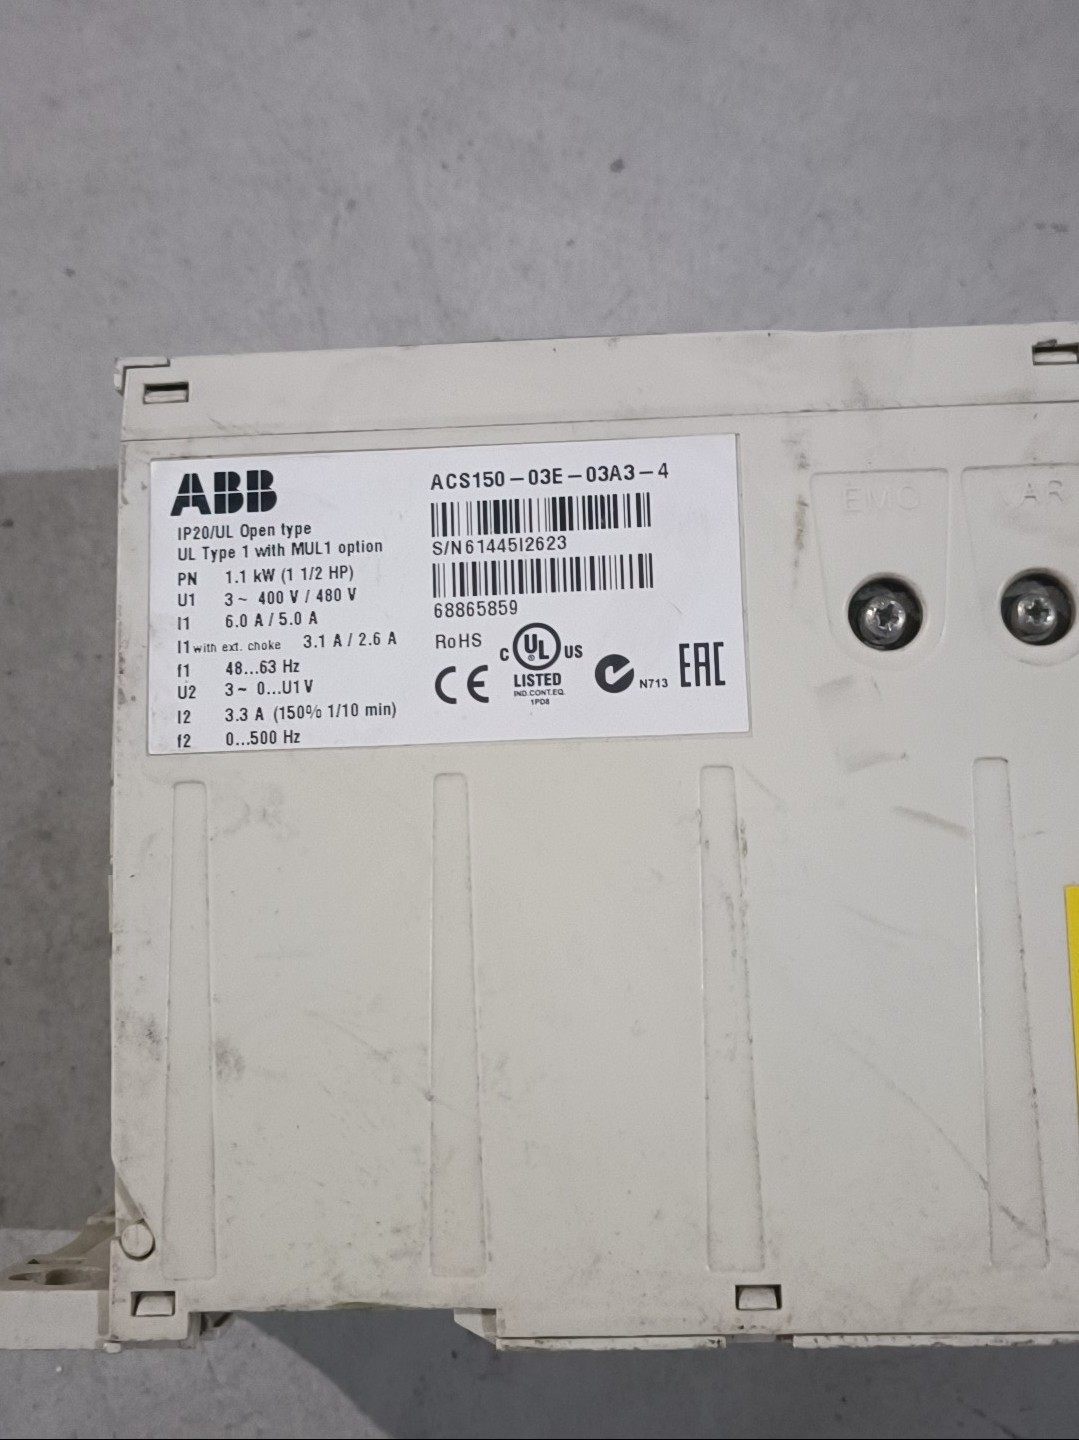 ABB
IP20/UL Open type
UL Type 1 with MUL1 option
PN 1.1 kW (1 1/2 HP)
U1 3~ 400 V / 480 V
I1 6.0 A / 5.0 A
I1 with ext. choke 3.1 A / 2.6 A
f1 48...63 Hz
U2 3~ 0...U1 V
I2 3.3 A (150% 1/10 min)
f2 0...500 Hz
ACS150-03E-03A3-4
S/N 61445I2623
68865859
RoHS
CE
C UL US
LISTED
IND.CONT.EQ.
1PD8
N713
EAC
EMI
VAR